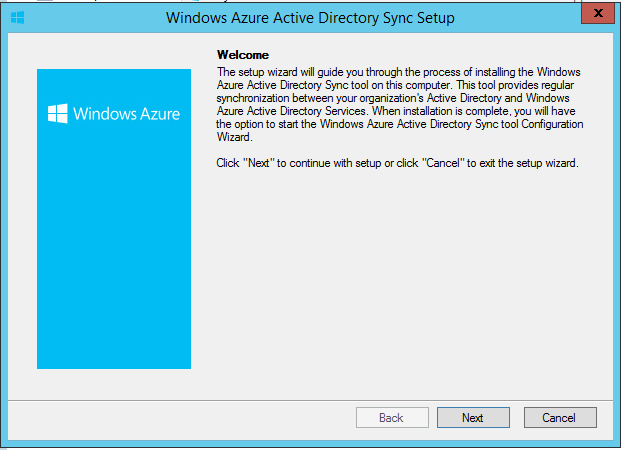 Windows Azure Active Directory Sync Setup
x
Welcome
The setup wizard will guide you through the process of installing the Windows
Azure Active Directory Sync tool on this computer. This tool provides regular
synchronization between your organization's Active Directory and Windows
Azure Active Directory Services. When installation is complete, you will have
the option to start the Windows Azure Active Directory Sync tool Configuration
Wizard.
Click "Next" to continue with setup or click "Cancel" to exit the setup wizard.
Windows Azure
Back
Next
Cancel